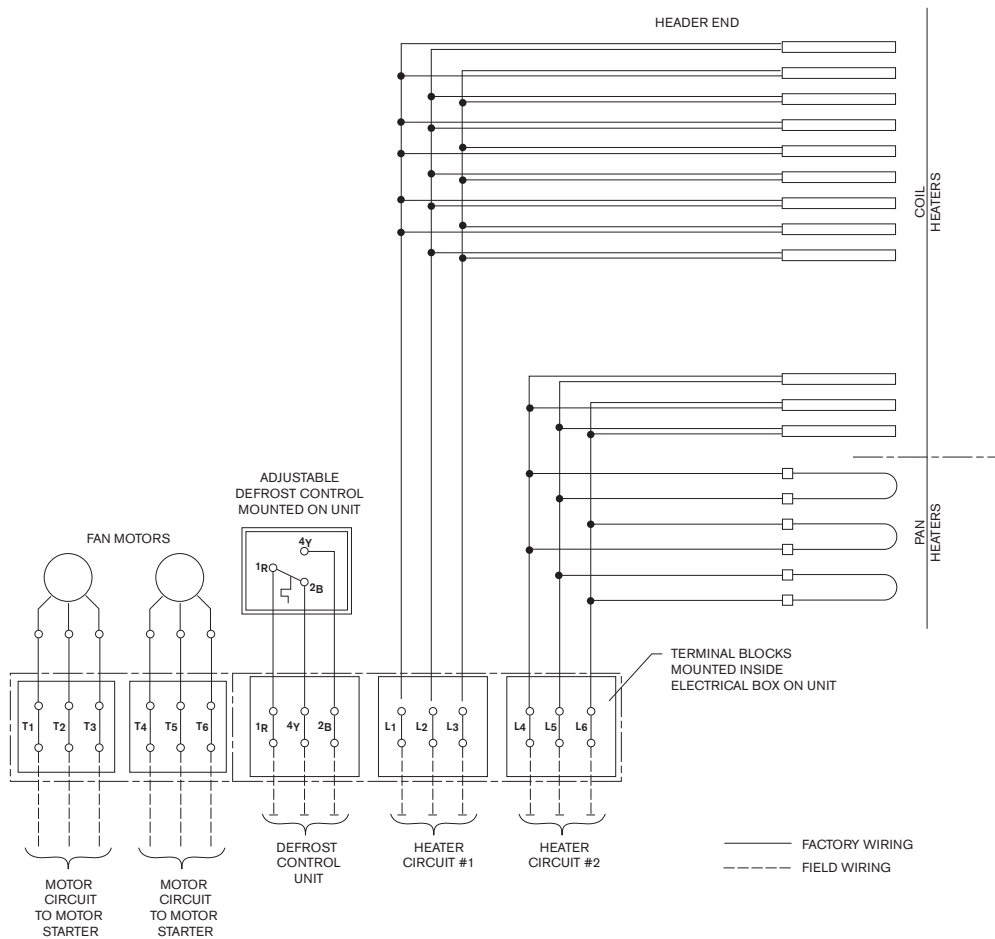 HEADER END
COIL
HEATERS
PAN
HEATERS
ADJUSTABLE
DEFROST CONTROL
MOUNTED ON UNIT
4Y
1R
2B
FAN MOTORS
TERMINAL BLOCKS
MOUNTED INSIDE
ELECTRICAL BOX ON UNIT
T1 T2 T3
T4 T5 T6
1R 4Y 2B
L1 L2 L3
L4 L5 L6
MOTOR
CIRCUIT
TO MOTOR
STARTER
MOTOR
CIRCUIT
TO MOTOR
STARTER
DEFROST
CONTROL
UNIT
HEATER
CIRCUIT #1
HEATER
CIRCUIT #2
FACTORY WIRING
FIELD WIRING